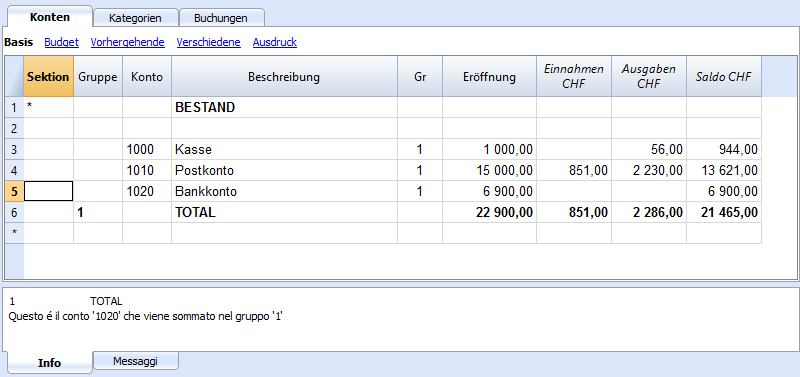 Konten Kategorien Buchungen
Basis Budget Vorhergehende Verschiedene Ausdruck
Sektion Gruppe Konto Beschreibung Gr Eröffnung Einnahmen CHF Ausgaben CHF Saldo CHF
1 * BESTAND
2
3 1000 Kasse 1 1 000,00 56,00 944,00
4 1010 Postkonto 1 15 000,00 851,00 2 230,00 13 621,00
5 1020 Bankkonto 1 6 900,00 6 900,00
6 1 TOTAL 22 900,00 851,00 2 286,00 21 465,00
*
1 TOTAL
Questo é il conto '1020' che viene sommato nel gruppo '1'
Info Messaggi